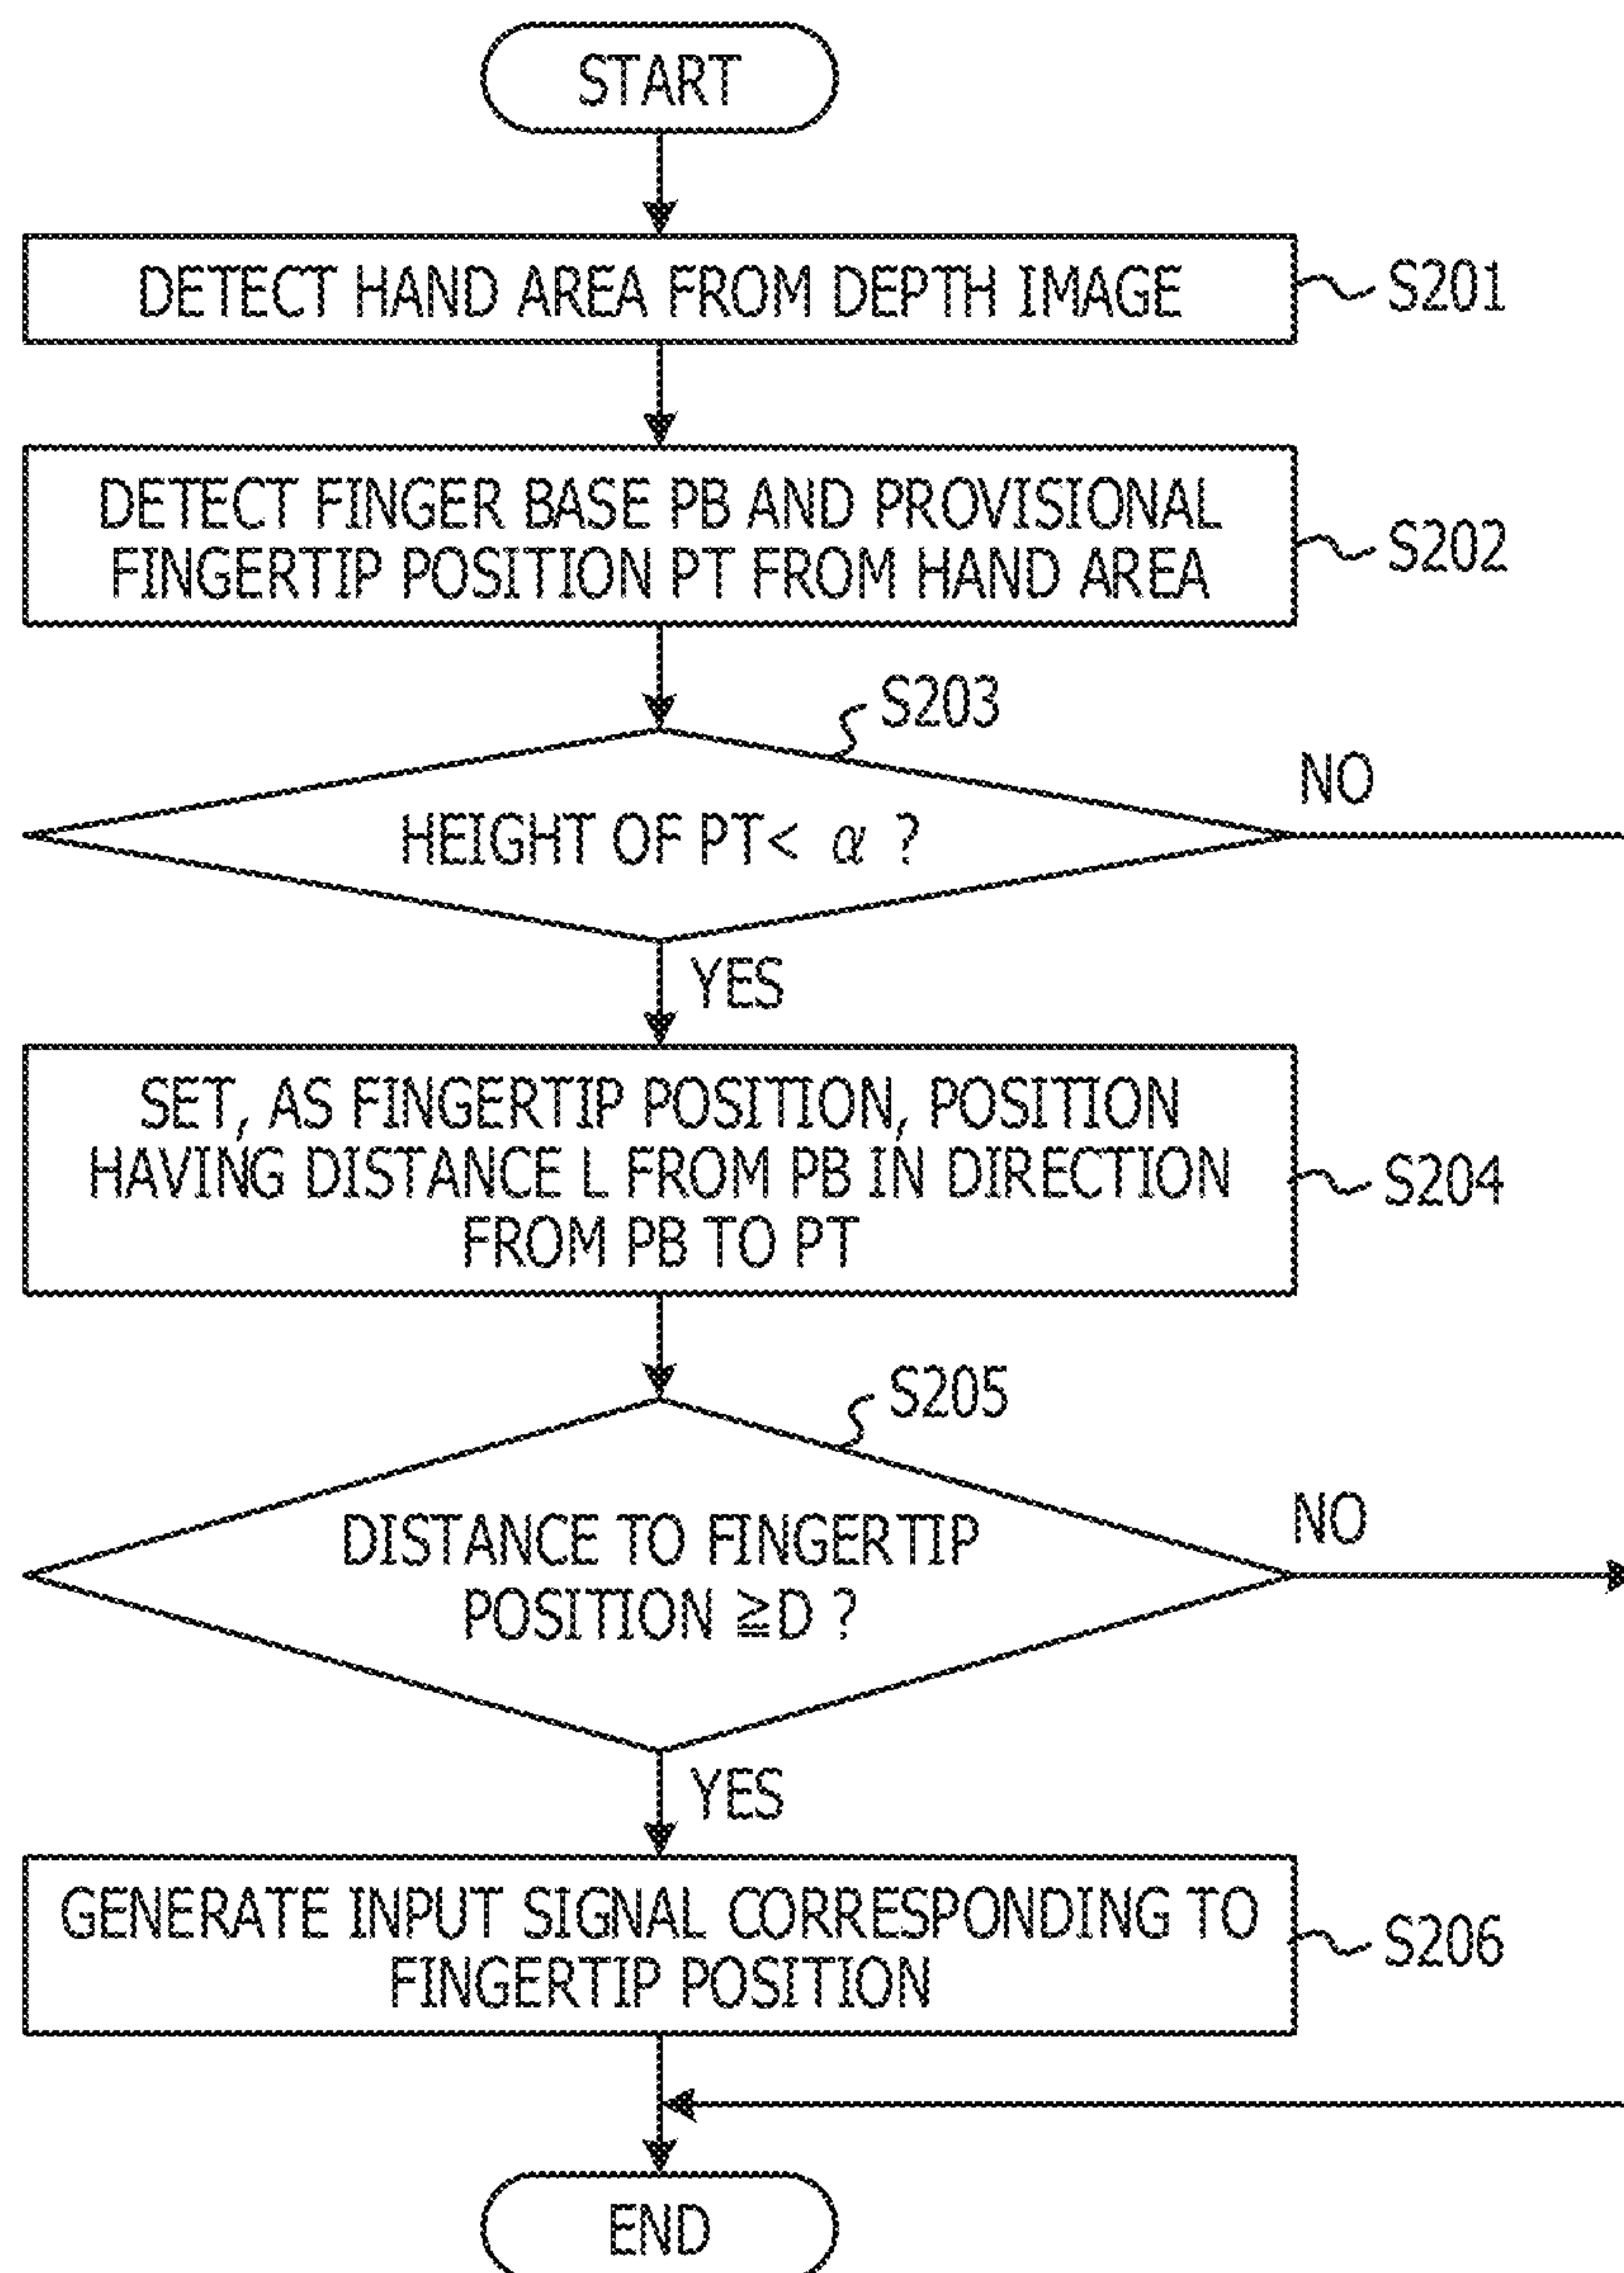 START
DETECT HAND AREA FROM DEPTH IMAGE
S201
DETECT FINGER BASE PB AND PROVISIONAL
FINGERTIP POSITION PT FROM HAND AREA
S202
S203
HEIGHT OF PT< α ?
NO
YES
SET, AS FINGERTIP POSITION, POSITION
HAVING DISTANCE L FROM PB IN DIRECTION
FROM PB TO PT
S204
S205
DISTANCE TO FINGERTIP
POSITION ≧D ?
NO
YES
GENERATE INPUT SIGNAL CORRESPONDING TO
FINGERTIP POSITION
S206
END